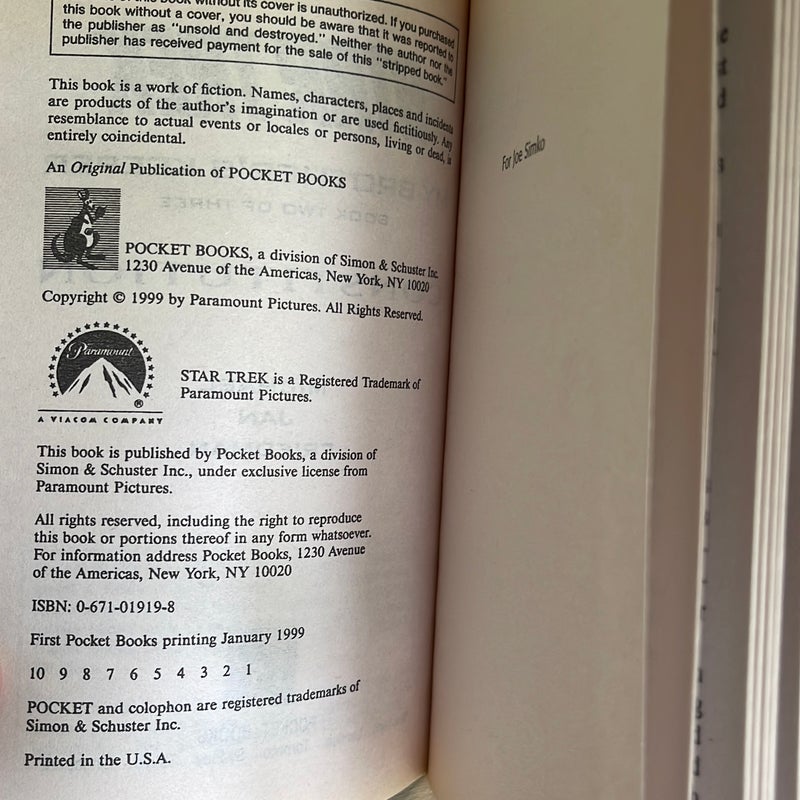 its cover is unauthorized. If you purchased
this book without a cover, you should be aware that it was reported to
the publisher as "unsold and destroyed." Neither the author nor the
publisher has received payment for the sale of this "stripped book."
This book is a work of fiction. Names, characters, places and incidents
are products of the author's imagination or are used fictitiously. Any
resemblance to actual events or locales or persons, living or dead, is
entirely coincidental.
An Original Publication of POCKET BOOKS
POCKET BOOKS, a division of Simon & Schuster Inc.
1230 Avenue of the Americas, New York, NY 10020
Copyright © 1999 by Paramount Pictures. All Rights Reserved.
Paramount
®
A VIACOM COMPANY
STAR TREK is a Registered Trademark of
Paramount Pictures.
This book is published by Pocket Books, a division of
Simon & Schuster Inc., under exclusive license from
Paramount Pictures.
All rights reserved, including the right to reproduce
this book or portions thereof in any form whatsoever.
For information address Pocket Books, 1230 Avenue
of the Americas, New York, NY 10020
ISBN: 0-671-01919-8
First Pocket Books printing January 1999
10 9 8 7 6 5 4 3 2 1
POCKET and colophon are registered trademarks of
Simon & Schuster Inc.
Printed in the U.S.A.
For Joe Simko